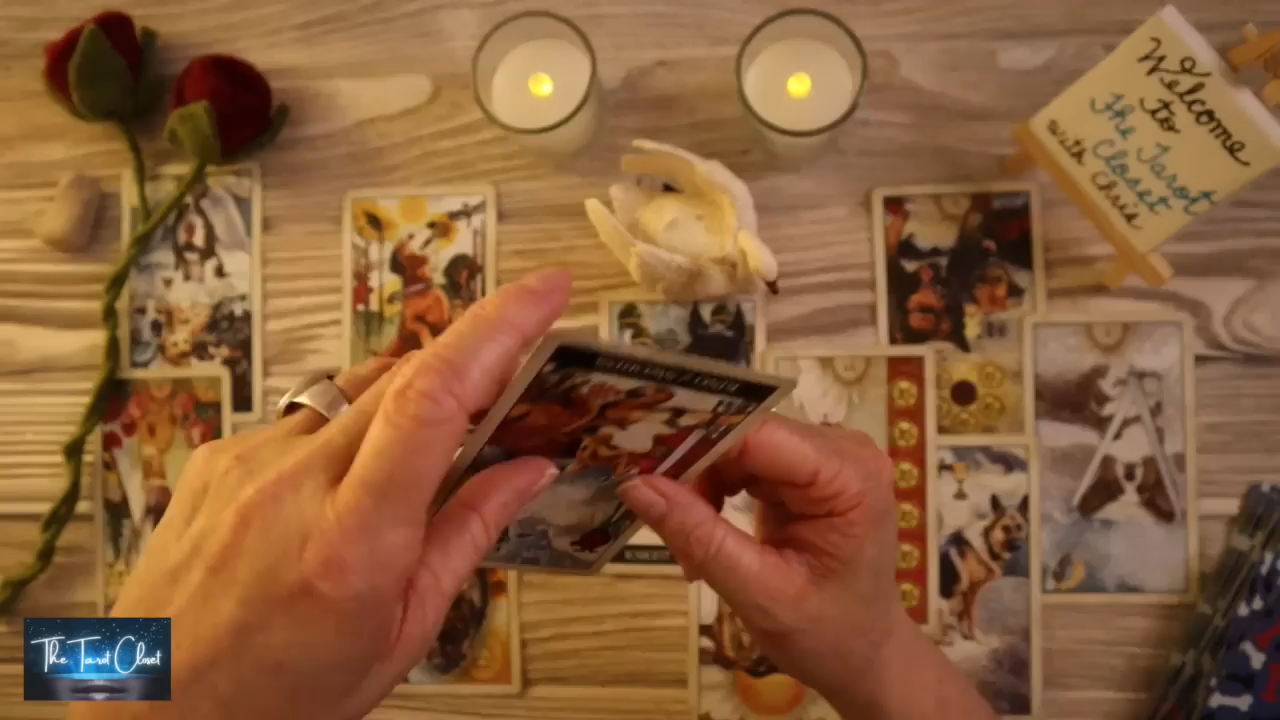 Welcome
to
The Tarot
Closet
with Chris
The Tarot Closet